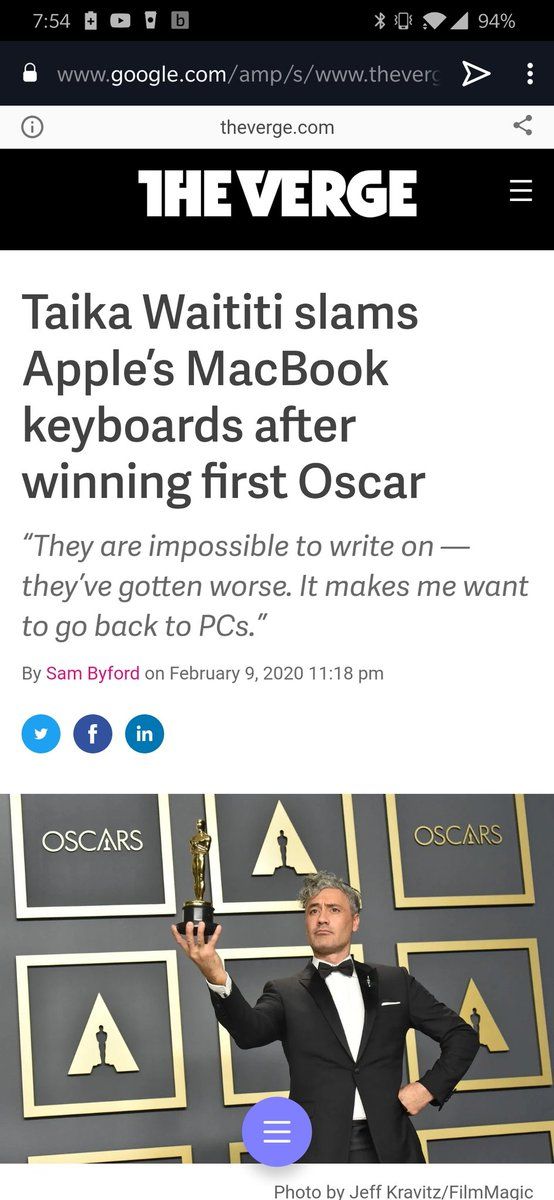 7:54 94%
www.google.com/amp/s/www.theverg
theverge.com
THE VERGE
Taika Waititi slams
Apple's MacBook
keyboards after
winning first Oscar
“They are impossible to write on —
they’ve gotten worse. It makes me want
to go back to PCs.”
By Sam Byford on February 9, 2020 11:18 pm
OSCARS
OSCARS
Photo by Jeff Kravitz/FilmMagic